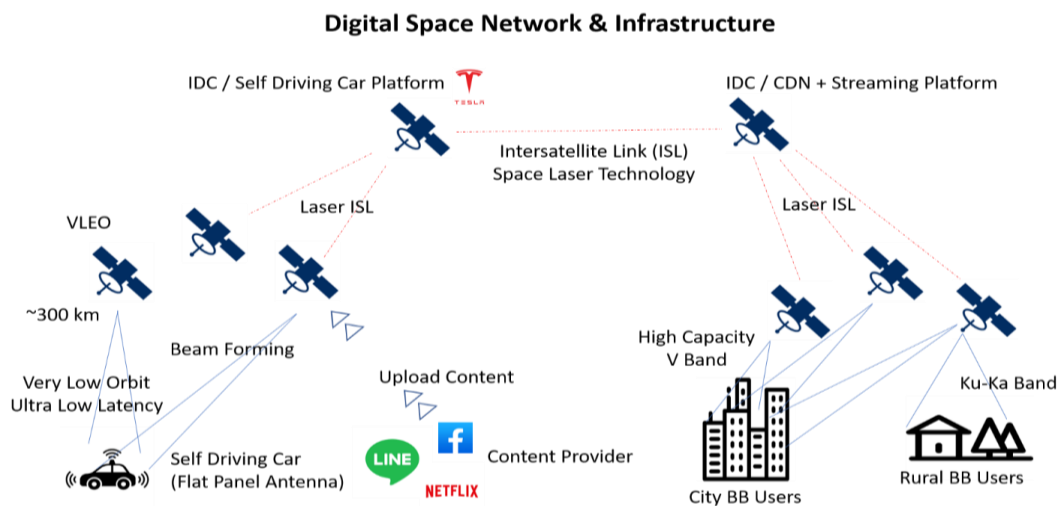 Digital Space Network & Infrastructure
IDC / Self Driving Car Platform
TESLA
IDC / CDN + Streaming Platform
Intersatellite Link (ISL)
Space Laser Technology
Laser ISL
Laser ISL
VLEO
~300 km
Beam Forming
High Capacity
V Band
Very Low Orbit
Ultra Low Latency
Upload Content
Ku-Ka Band
LINE
f
NETFLIX
Content Provider
Self Driving Car
(Flat Panel Antenna)
City BB Users
Rural BB Users